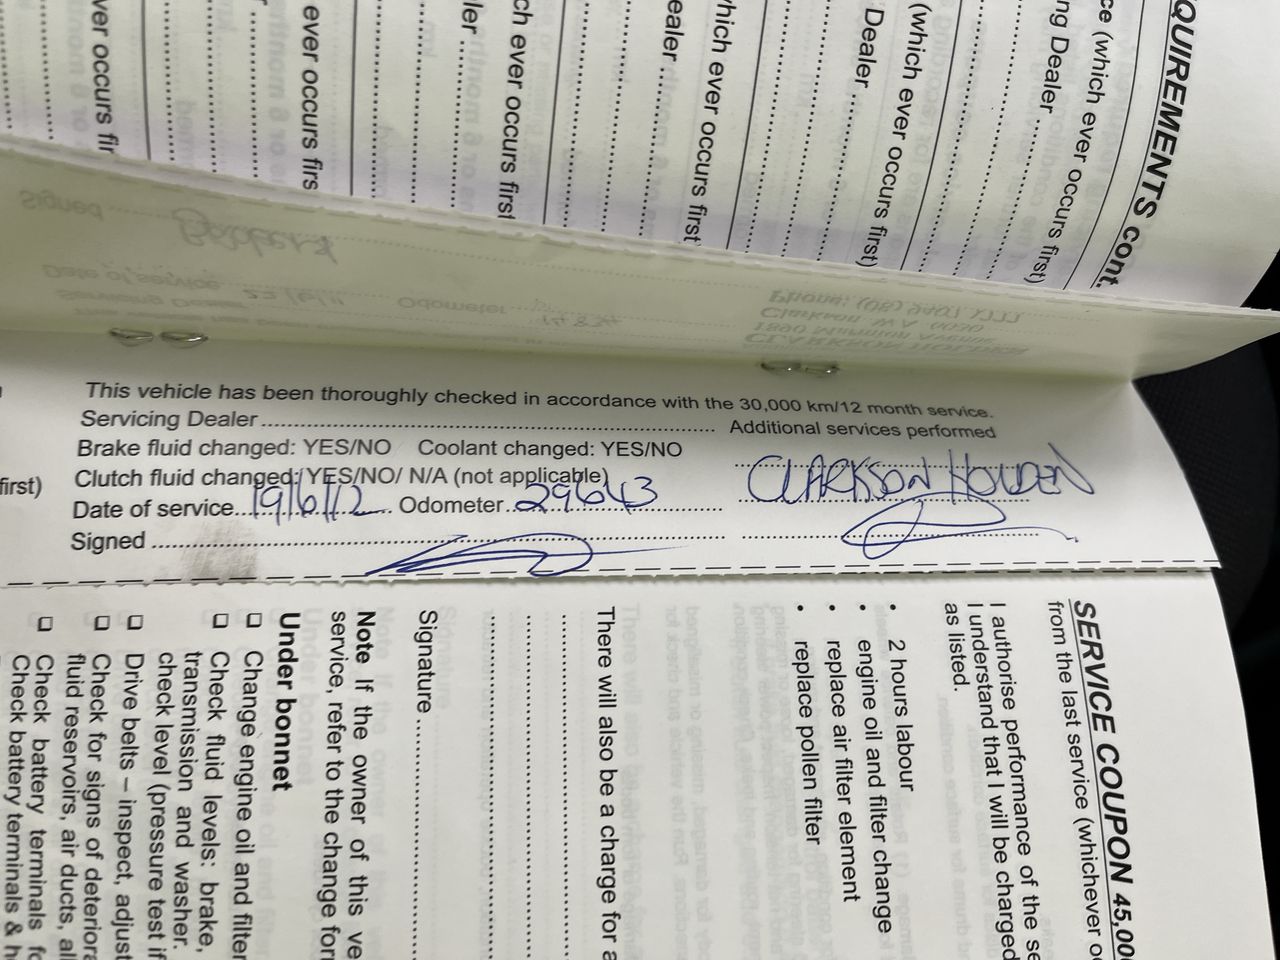 QUIREMENTS cont.
ce (which ever occurs first)
ng Dealer
(which ever occurs first)
Dealer
which ever occurs first
ealer
ch ever occurs first
ler
ever occurs firs
ver occurs fir
Signed
Date of service
Servicing Dealer
Odometer
This vehicle has been thoroughly checked in accordance with the 30,000 km/12 month service.
Servicing Dealer
Additional services performed
Brake fluid changed: YES/NO Coolant changed: YES/NO
Clutch fluid changed: YES/NO/ N/A (not applicable)
CLARKSON HOLDEN
first)
Date of service 19/6/12 Odometer 29643
Signed
SERVICE COUPON 45,00
from the last service (whichever oc
I authorise performance of the se
I understand that I will be charged
as listed.
• 2 hours labour
• engine oil and filter change
• replace air filter element
• replace pollen filter
There will also be a charge for a
Signature
Note If the owner of this ve
service, refer to the change for
Under bonnet
❑ Change engine oil and filter
❑ Check fluid levels: brake,
transmission and washer.
check level (pressure test if
❑ Drive belts – inspect, adjust
❑ Check for signs of deteriora
fluid reservoirs, air ducts, al
❑ Check battery terminals fo
Check battery terminals & h